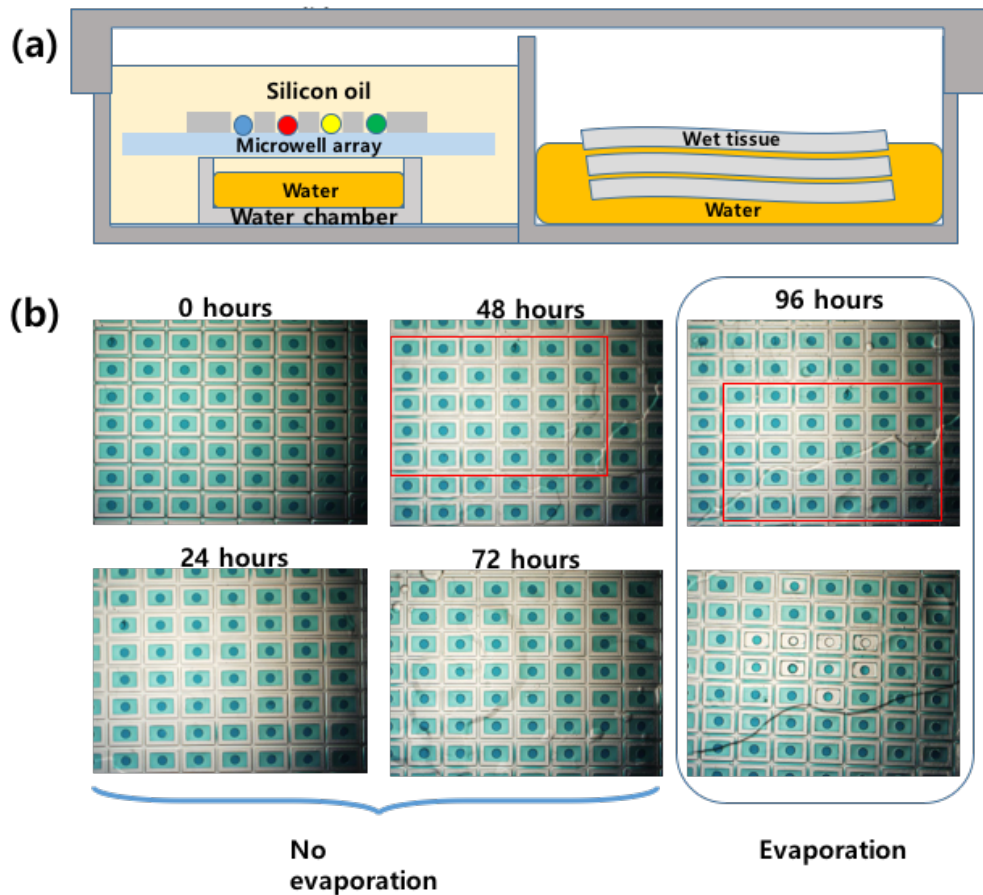 (a)
Silicon oil
Microwell array
Water
Water chamber
Wet tissue
Water
(b)
0 hours
48 hours
96 hours
24 hours
72 hours
No
evaporation
Evaporation